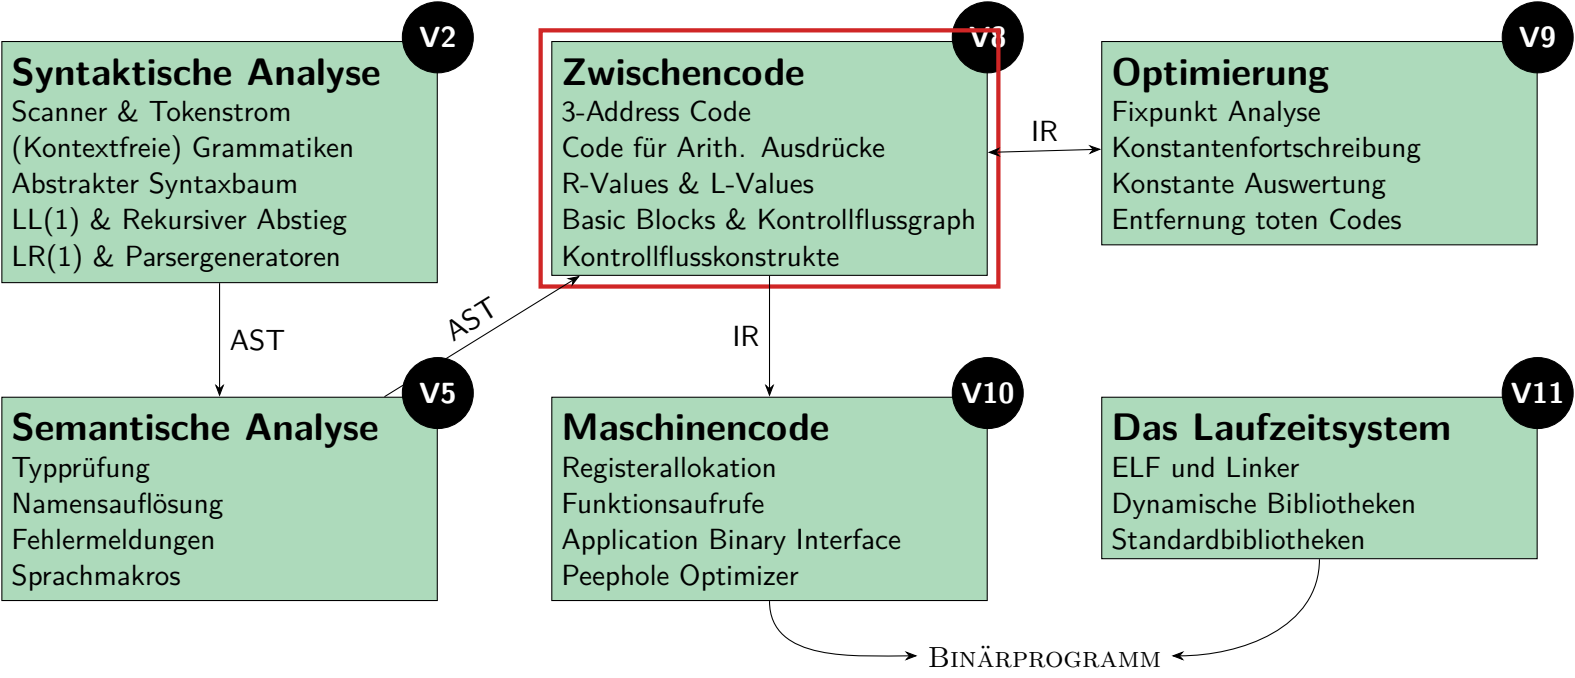 V2
Syntaktische Analyse
Scanner & Tokenstrom
(Kontextfreie) Grammatiken
Abstrakter Syntaxbaum
LL(1) & Rekursiver Abstieg
LR(1) & Parsergeneratoren
AST
V5
Semantische Analyse
Typprüfung
Namensauflösung
Fehlermeldungen
Sprachmakros
AST
V8
Zwischencode
3-Address Code
Code für Arith. Ausdrücke
R-Values & L-Values
Basic Blocks & Kontrollflussgraph
Kontrollflusskonstrukte
IR
V9
Optimierung
Fixpunkt Analyse
Konstantenfortschreibung
Konstante Auswertung
Entfernung toten Codes
IR
V10
Maschinencode
Registerallokation
Funktionsaufrufe
Application Binary Interface
Peephole Optimizer
V11
Das Laufzeitsystem
ELF und Linker
Dynamische Bibliotheken
Standardbibliotheken
BINÄRPROGRAMM